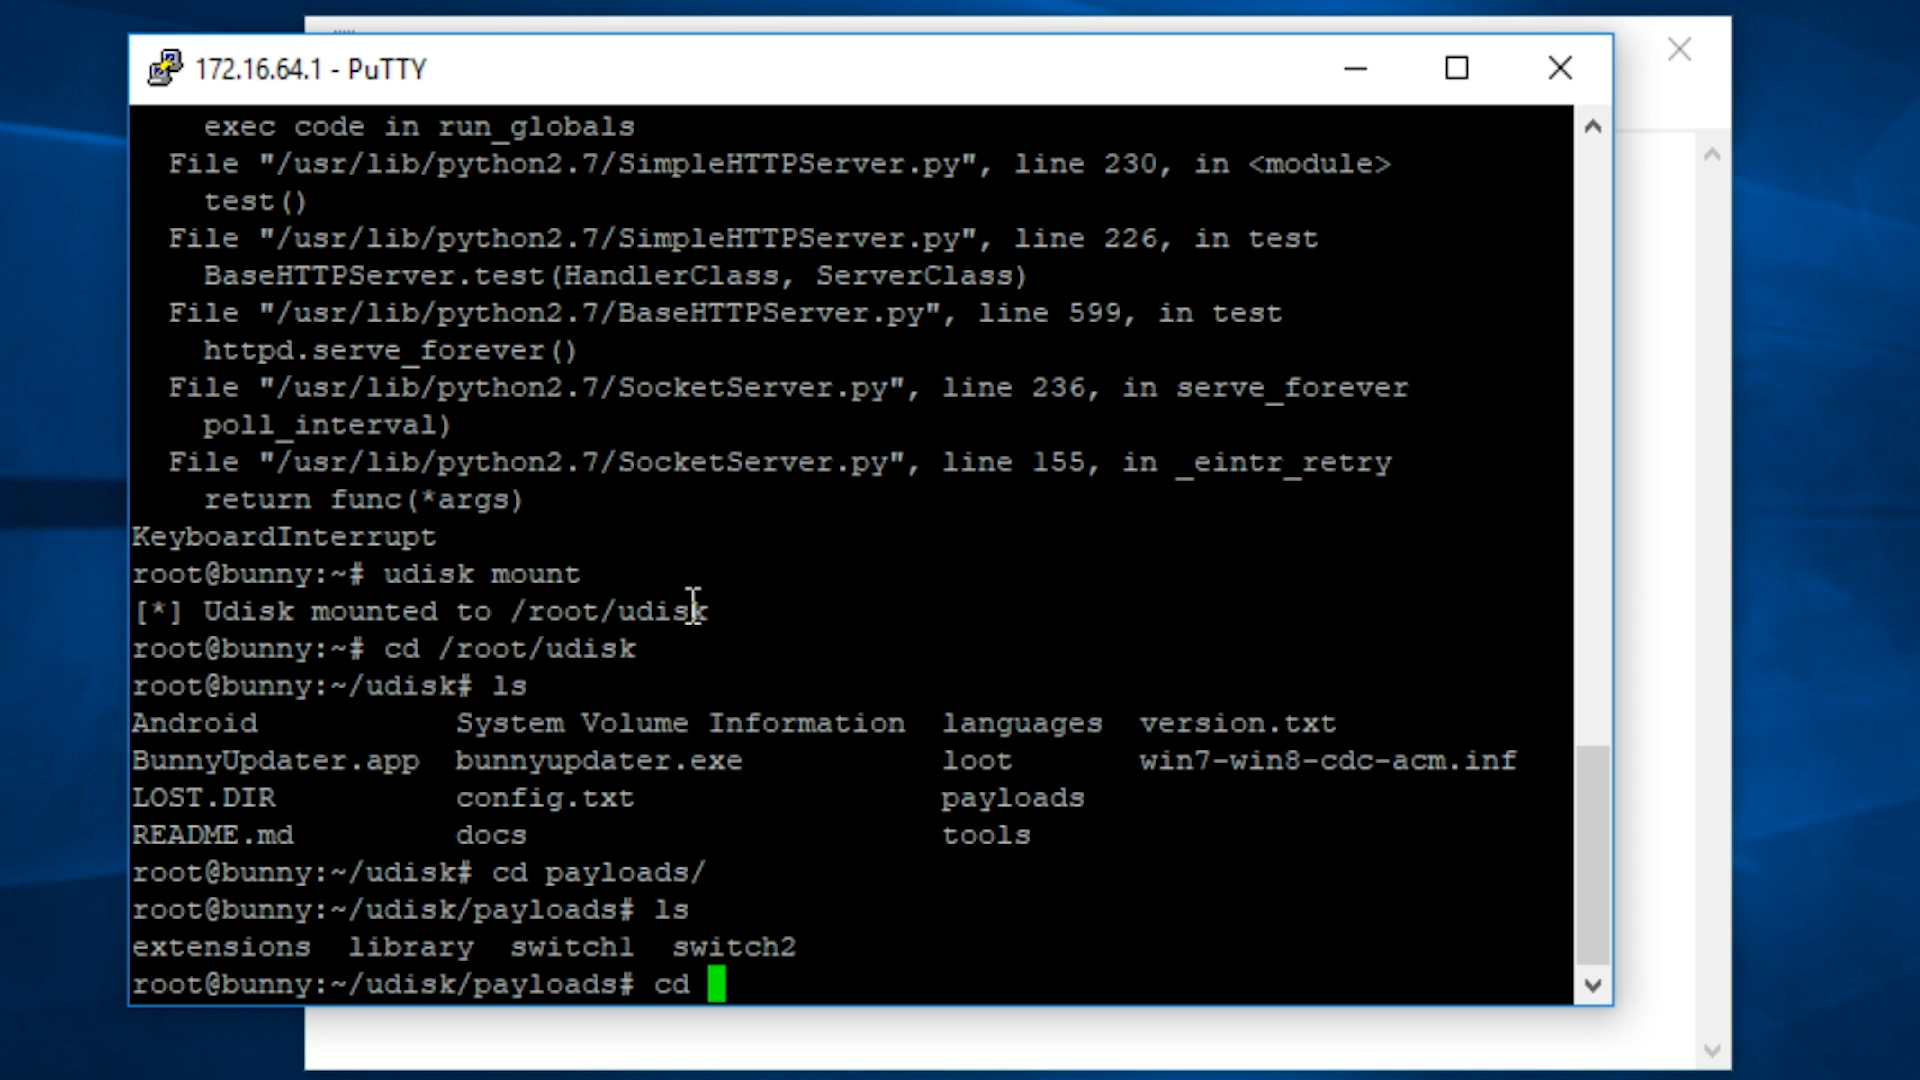 172.16.64.1 - PuTTY
exec code in run_globals
File "/usr/lib/python2.7/SimpleHTTPServer.py", line 230, in <module>
test()
File "/usr/lib/python2.7/SimpleHTTPServer.py", line 226, in test
BaseHTTPServer.test(HandlerClass, ServerClass)
File "/usr/lib/python2.7/BaseHTTPServer.py", line 599, in test
httpd.serve_forever()
File "/usr/lib/python2.7/SocketServer.py", line 236, in serve_forever
poll_interval)
File "/usr/lib/python2.7/SocketServer.py", line 155, in _eintr_retry
return func(*args)
KeyboardInterrupt
root@bunny:~# udisk mount
[*] Udisk mounted to /root/udisk
root@bunny:~# cd /root/udisk
root@bunny:~/udisk# ls
Android System Volume Information languages version.txt
BunnyUpdater.app bunnyupdater.exe loot win7-win8-cdc-acm.inf
LOST.DIR config.txt payloads
README.md docs tools
root@bunny:~/udisk# cd payloads/
root@bunny:~/udisk/payloads# ls
extensions library switch1 switch2
root@bunny:~/udisk/payloads# cd